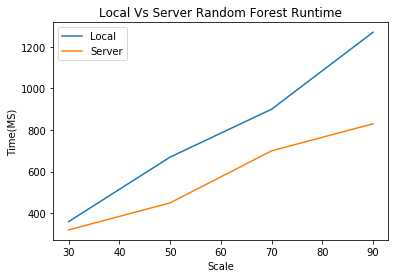 Local Vs Server Random Forest Runtime
Local
Server
1200
1000
800
600
400
Time(MS)
30 40 50 60 70 80 90
Scale